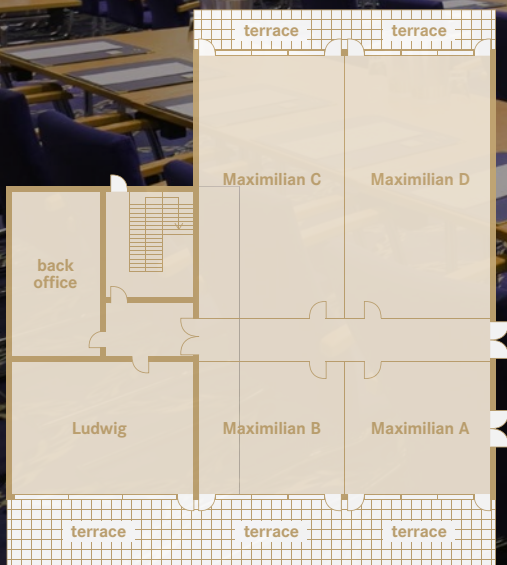 terrace
terrace
Maximilian C
Maximilian D
back
office
Ludwig
Maximilian B
Maximilian A
terrace
terrace
terrace